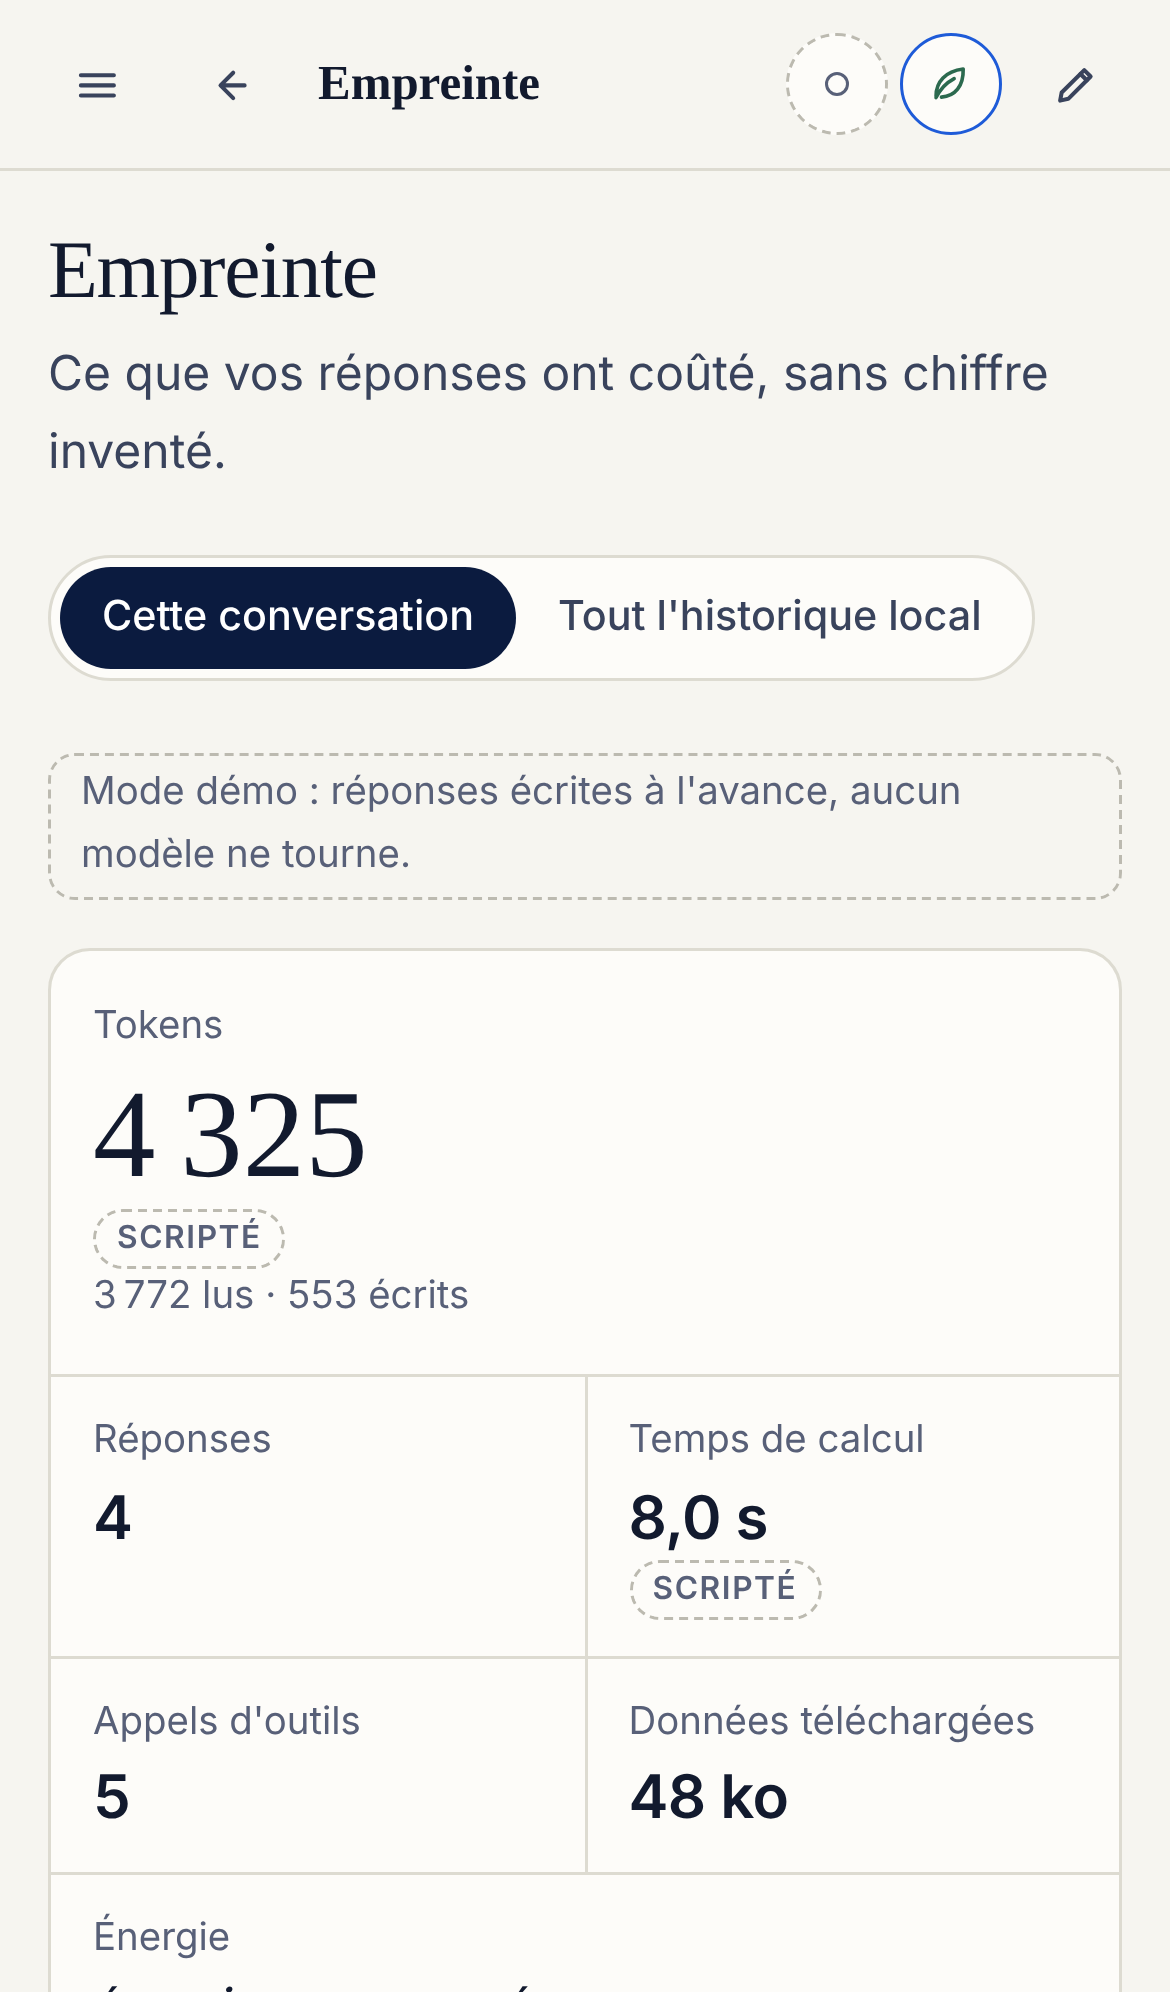 Empreinte
Empreinte
Ce que vos réponses ont coûté, sans chiffre
inventé.
Cette conversation
Tout l'historique local
Mode démo : réponses écrites à l'avance, aucun
modèle ne tourne.
Tokens
4 325
SCRIPTÉ
3 772 lus · 553 écrits
Réponses
4
Temps de calcul
8,0 s
SCRIPTÉ
Appels d'outils
5
Données téléchargées
48 ko
Énergie